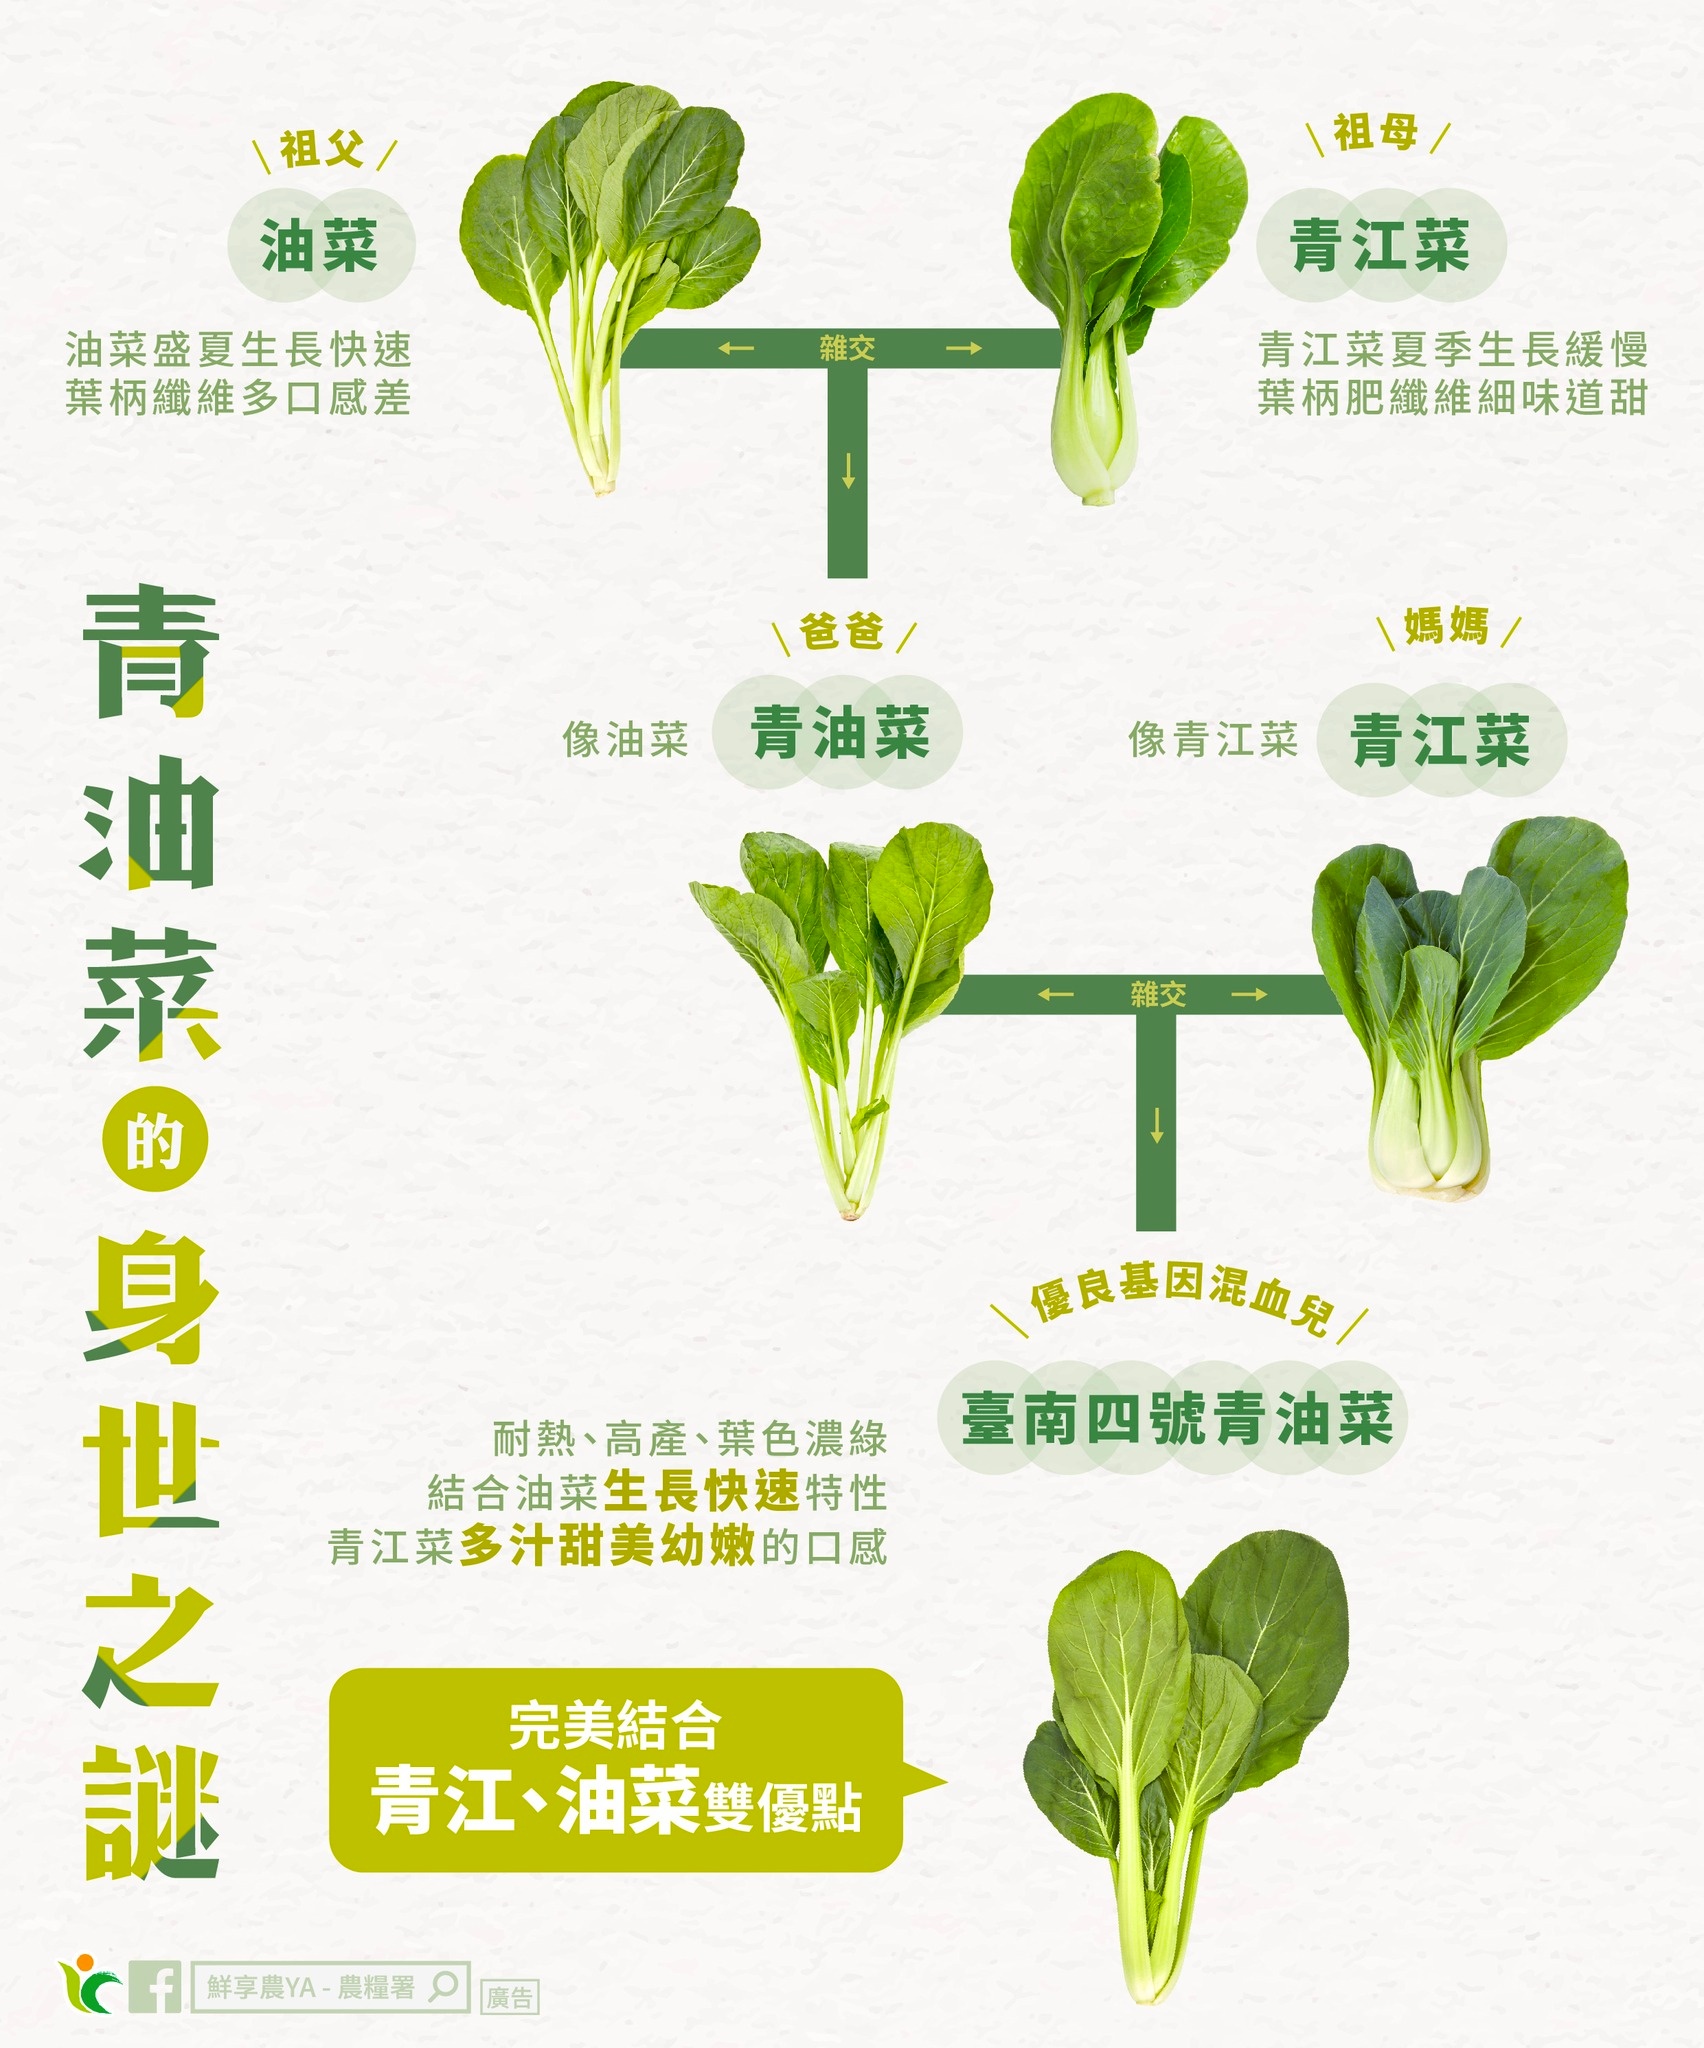 青油菜的身世之謎
祖父
油菜
油菜盛夏生長快速
葉柄纖維多口感差
祖母
青江菜
青江菜夏季生長緩慢
葉柄肥纖維細味道甜
雜交
爸爸
像油菜
青油菜
媽媽
像青江菜
青江菜
雜交
優良基因混血兒
臺南四號青油菜
耐熱、高產、葉色濃綠
結合油菜生長快速特性
青江菜多汁甜美幼嫩的口感
完美結合
青江、油菜雙優點
鮮享農YA - 農糧署
廣告